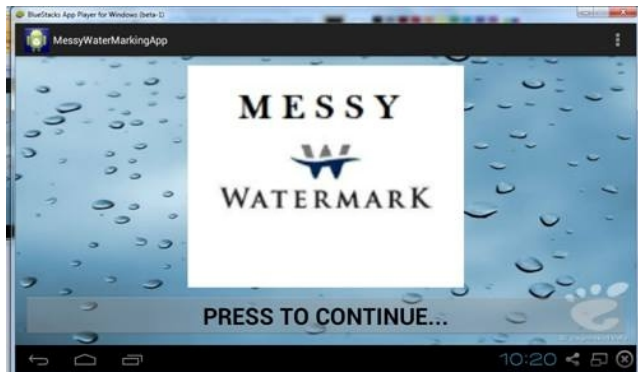 BlueStacks App Player for Windows (beta-1)
MessyWaterMarkingApp
MESSY
WATERMARK
PRESS TO CONTINUE...
10:20